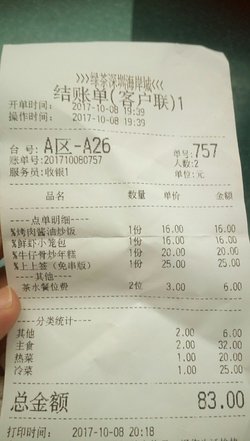 》》》绿茶深圳海岸城《《《
结账单(客户联)1
开单时间： 2017-10-08 19:39
操作时间： 2017-10-08 19:39
台 号：A区-A26 单号：757
账单号：201710080757 人数：2
服务员：收银1 单位：元
品名 数量 单价 金额
----点单明细----
%烤肉酱油炒饭 1份 16.00 16.00
%鲜虾小笼包 1份 16.00 16.00
%牛仔骨炒年糕 1份 20.00 20.00
%上上签（免串版） 1份 25.00 25.00
----其他----
茶水餐位费 2位 3.00 6.00
----分类统计----
其他 2.00 6.00
主食 2.00 32.00
热菜 1.00 20.00
冷菜 1.00 25.00
总金额 83.00
打印时间： 2017-10-08 20:18